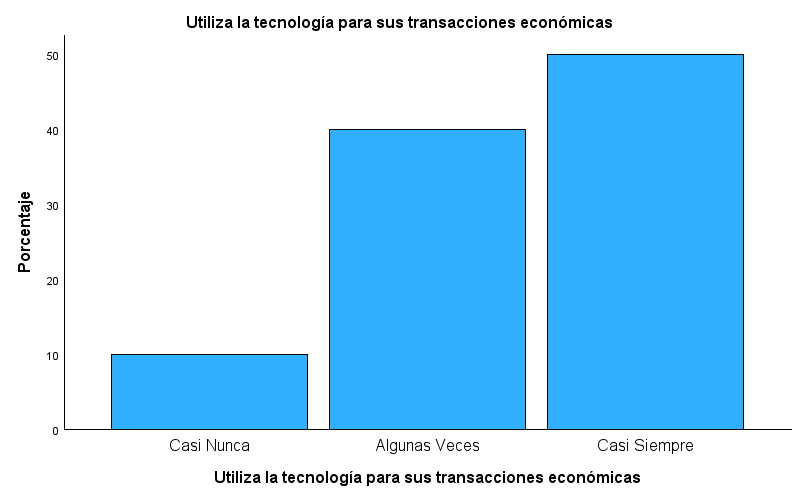 Utiliza la tecnología para sus transacciones económicas
50
40
30
20
10
0
Porcentaje
Casi Nunca
Algunas Veces
Casi Siempre
Utiliza la tecnología para sus transacciones económicas